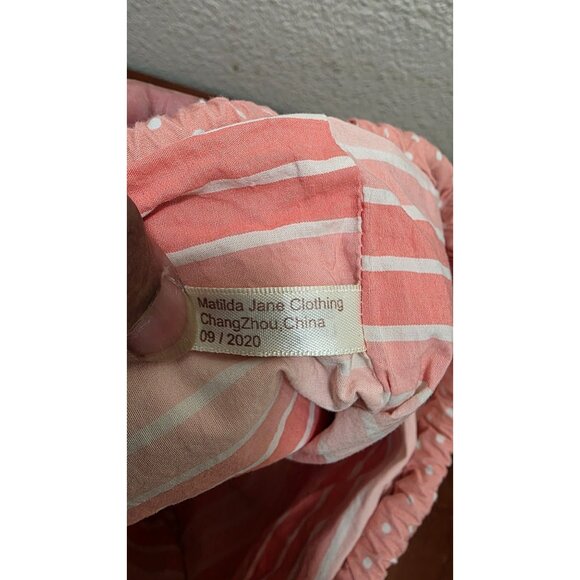 Matilda Jane Clothing
ChangZhou,China
09 / 2020